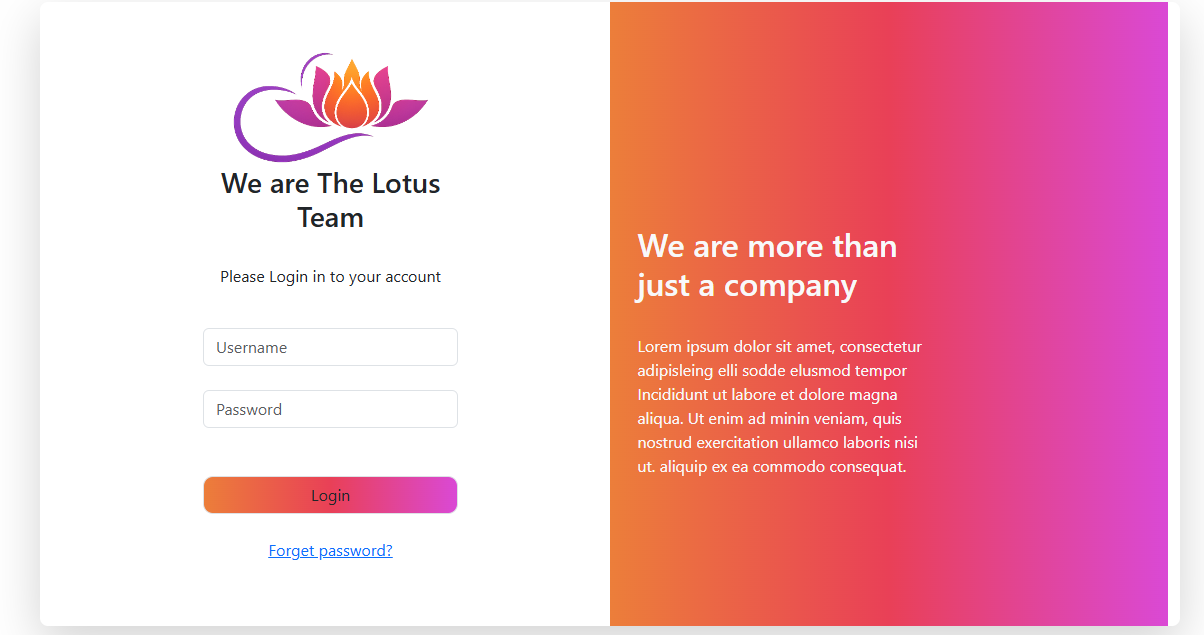 We are The Lotus
Team
Please Login in to your account
Username
Password
Login
Forget password?
We are more than
just a company
Lorem ipsum dolor sit amet, consectetur
adipisleing elli sodde elusmod tempor
Incididunt ut labore et dolore magna
aliqua. Ut enim ad minin veniam, quis
nostrud exercitation ullamco laboris nisi
ut. aliquip ex ea commodo consequat.